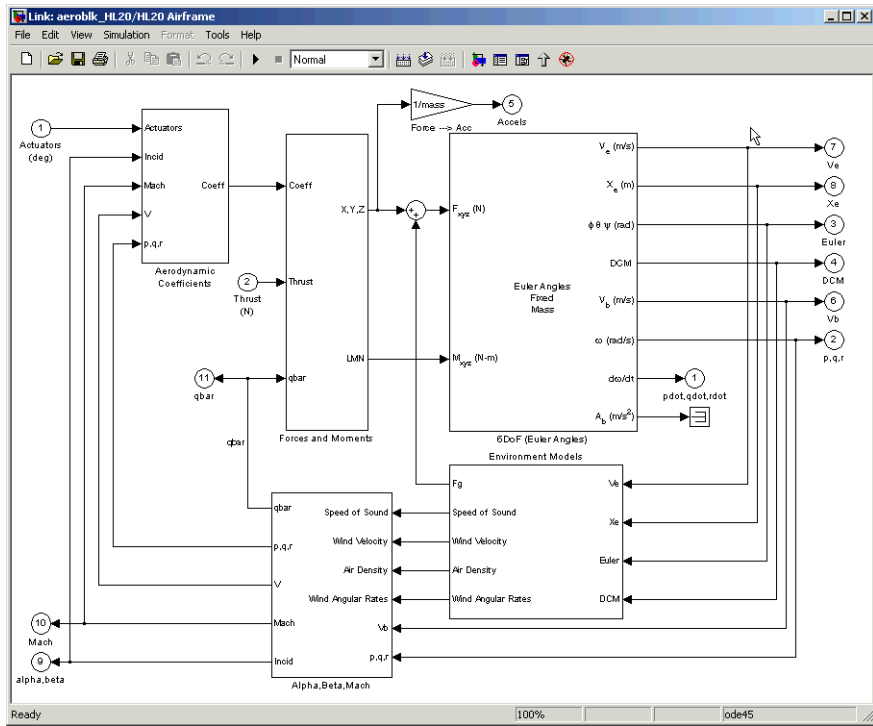 Link: aeroblk_HL20/HL20 Airframe
File Edit View Simulation Format Tools Help
Normal
1/mass
Force ---> Acc
5
Accels
1
Actuators
(deg)
Actuators
Incid
Mach
V
p,q,r
Coeff
Aerodynamic
Coefficients
Coeff
Thrust
qbar
X,Y,Z
LMN
Forces and Moments
2
Thrust
(N)
11
qbar
qbar
+
+
F_xyz (N)
M_xyz (N-m)
Euler Angles
Fixed
Mass
V_e (m/s)
X_e (m)
ϕ θ ψ (rad)
DCM
V_b (m/s)
ω (rad/s)
dω/dt
A_b (m/s²)
6DoF (Euler Angles)
7
Ve
8
Xe
3
Euler
4
DCM
6
Vb
2
p,q,r
1
pdot,qdot,rdot
Environment Models
Fg
Speed of Sound
Wind Velocity
Air Density
Wind Angular Rates
Ve
Xe
Euler
DCM
qbar
p,q,r
V
Mach
Incid
Speed of Sound
Wind Velocity
Air Density
Wind Angular Rates
Vb
p,q,r
Alpha,Beta,Mach
10
Mach
9
alpha,beta
Ready
100%
ode45